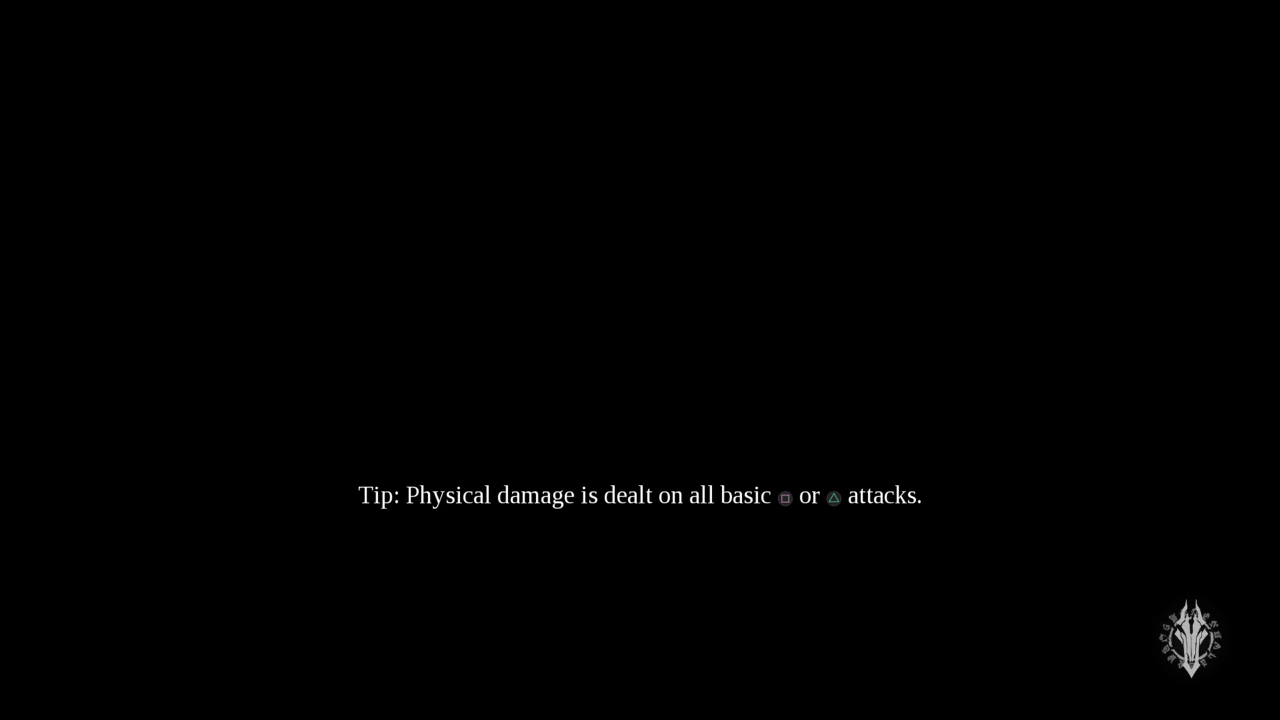 Tip: Physical damage is dealt on all basic □ or △ attacks.